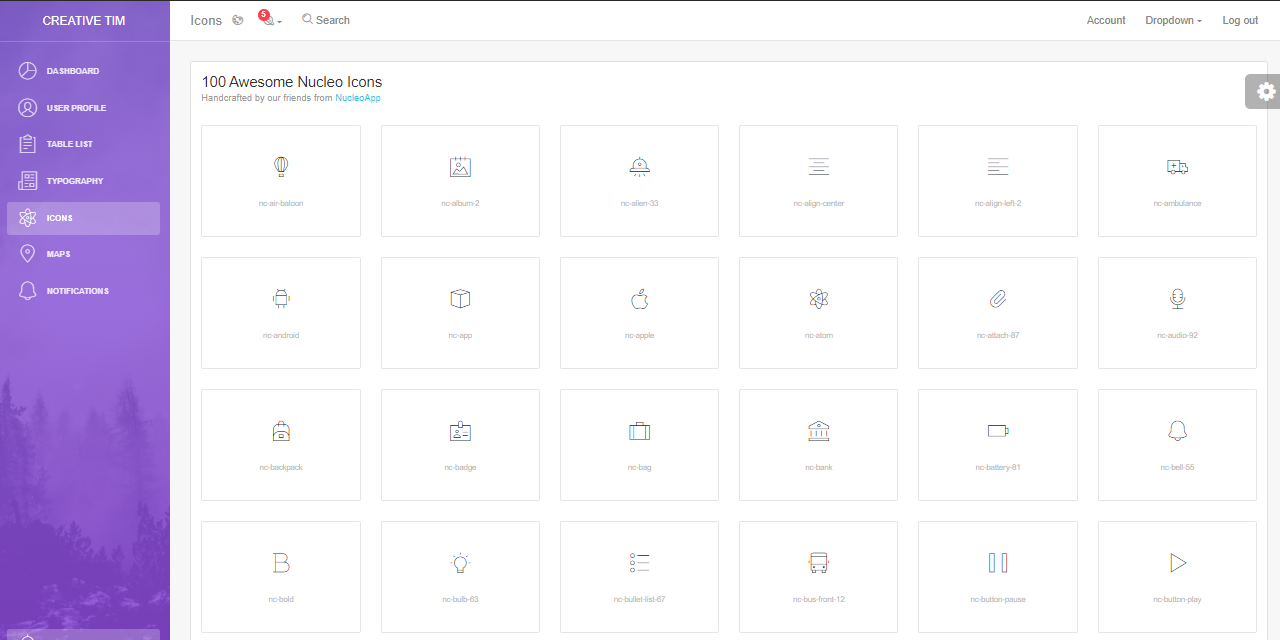 CREATIVE TIM
Icons
5
Search
Account
Dropdown
Log out
DASHBOARD
USER PROFILE
TABLE LIST
TYPOGRAPHY
ICONS
MAPS
NOTIFICATIONS
100 Awesome Nucleo Icons
Handcrafted by our friends from NucleoApp
nc-air-baloon
nc-album-2
nc-alien-33
nc-align-center
nc-align-left-2
nc-ambulance
nc-android
nc-app
nc-apple
nc-atom
nc-attach-87
nc-audio-92
nc-backpack
nc-badge
nc-bag
nc-bank
nc-battery-81
nc-bell-55
nc-bold
nc-bulb-63
nc-bullet-list-67
nc-bus-front-12
nc-button-pause
nc-button-play